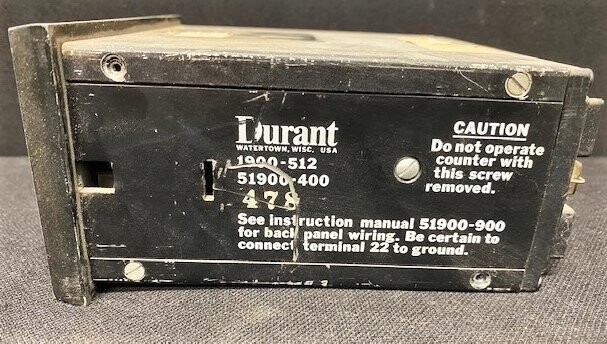 Durant
WATERTOWN, WISC. USA
1900-512
51900-400
478
See instruction manual 51900-900
for back panel wiring. Be certain to
connect terminal 22 to ground.
CAUTION
Do not operate
counter with
this screw
removed.